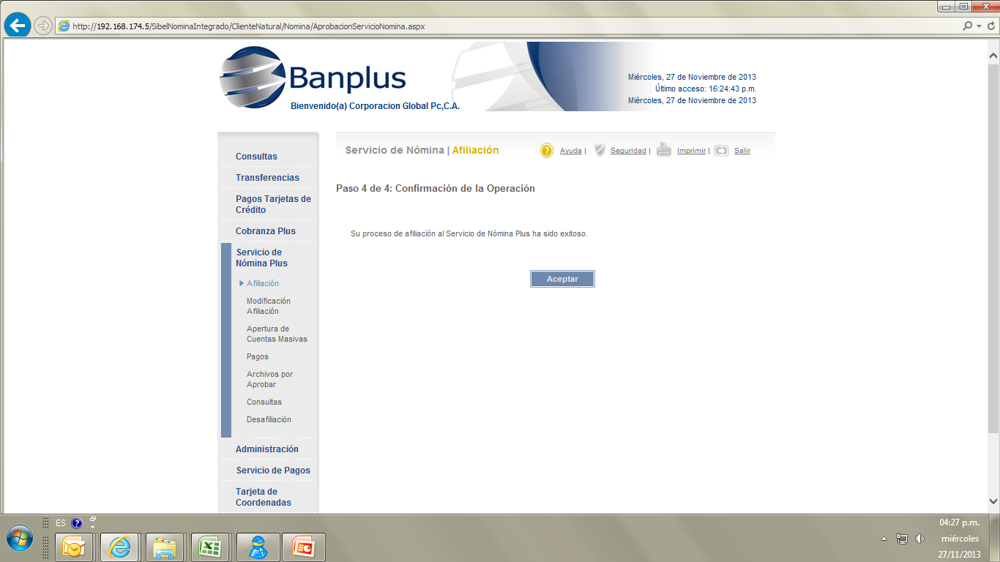 http://192.168.174.5/SibelNominaIntegrado/ClienteNatural/Nomina/AprobacionServicioNomina.aspx
Banplus
Bienvenido(a) Corporacion Global Pc,C.A.
Miércoles, 27 de Noviembre de 2013
Último acceso: 16:24:43 p.m.
Miércoles, 27 de Noviembre de 2013
Servicio de Nómina | Afiliación
? Ayuda | Seguridad | Imprimir | Salir
Consultas
Transferencias
Pagos Tarjetas de
Crédito
Cobranza Plus
Servicio de
Nómina Plus
Afiliación
Modificación
Afiliación
Apertura de
Cuentas Masivas
Pagos
Archivos por
Aprobar
Consultas
Desafiliación
Administración
Servicio de Pagos
Tarjeta de
Coordenadas
Paso 4 de 4: Confirmación de la Operación
Su proceso de afiliación al Servicio de Nómina Plus ha sido exitoso.
Aceptar
ES ?
04:27 p.m.
miércoles
27/11/2013